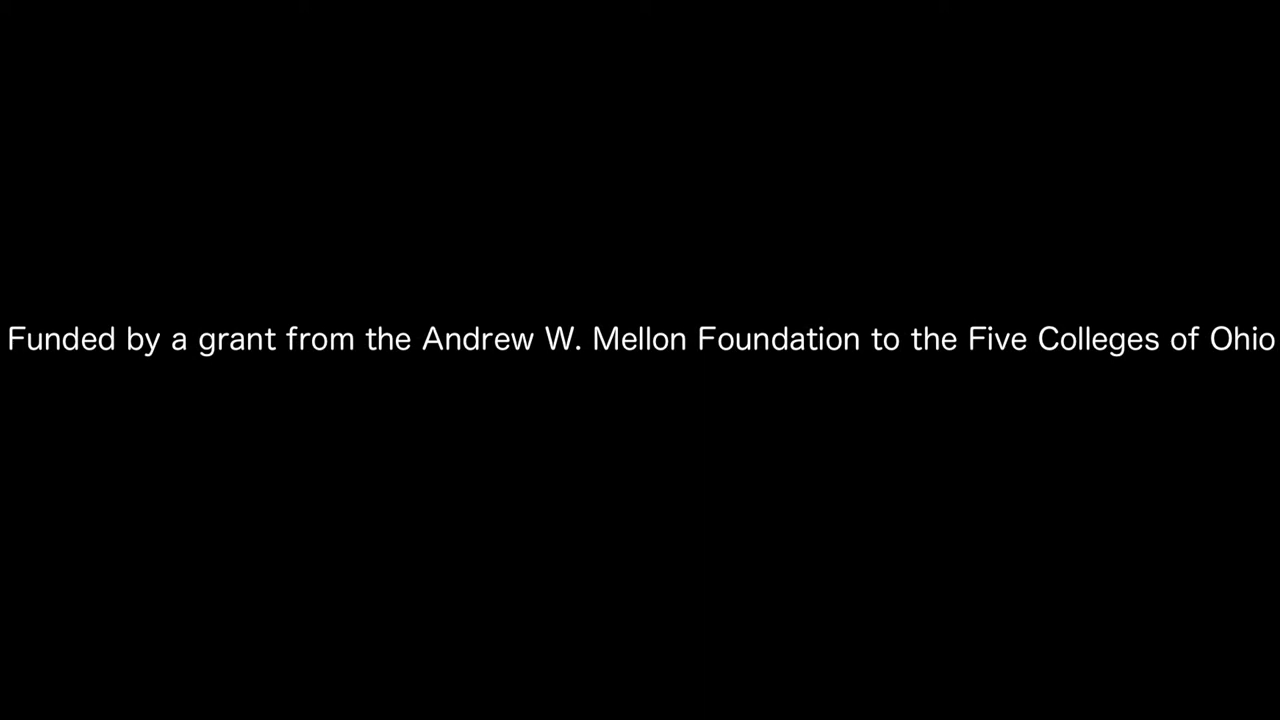 Funded by a grant from the Andrew W. Mellon Foundation to the Five Colleges of Ohio